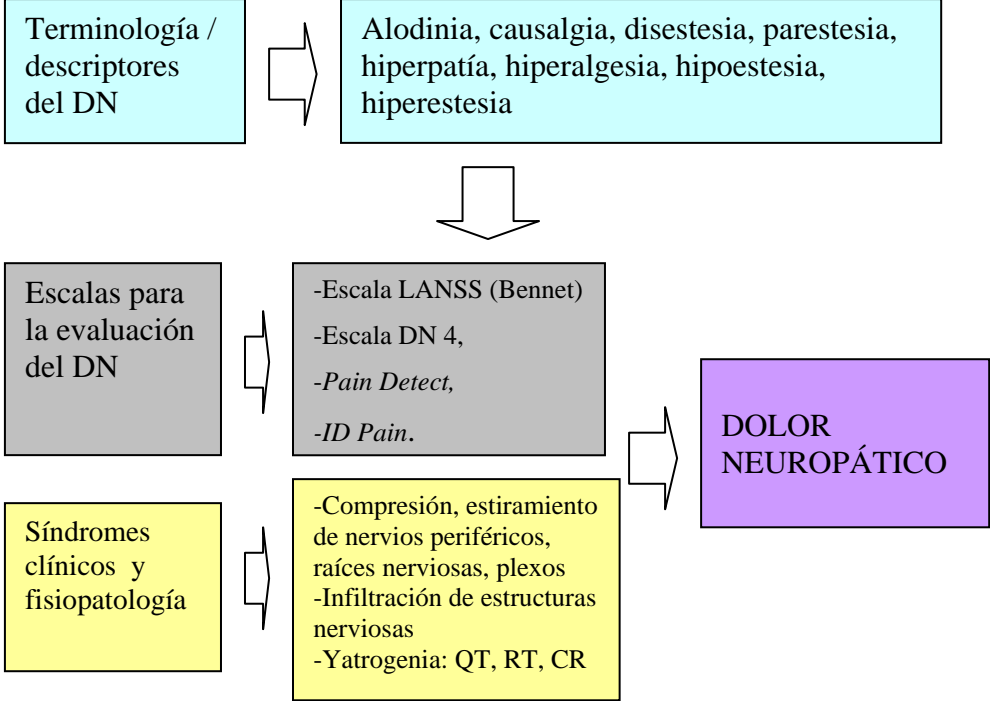 Terminología /
descriptores
del DN
Alodinia, causalgia, disestesia, parestesia,
hiperpatía, hiperalgesia, hipoestesia,
hiperestesia
Escalas para
la evaluación
del DN
-Escala LANSS (Bennet)
-Escala DN 4,
-Pain Detect,
-ID Pain.
Síndromes
clínicos y
fisiopatología
-Compresión, estiramiento
de nervios periféricos,
raíces nerviosas, plexos
-Infiltración de estructuras
nerviosas
-Yatrogenia: QT, RT, CR
DOLOR
NEUROPÁTICO